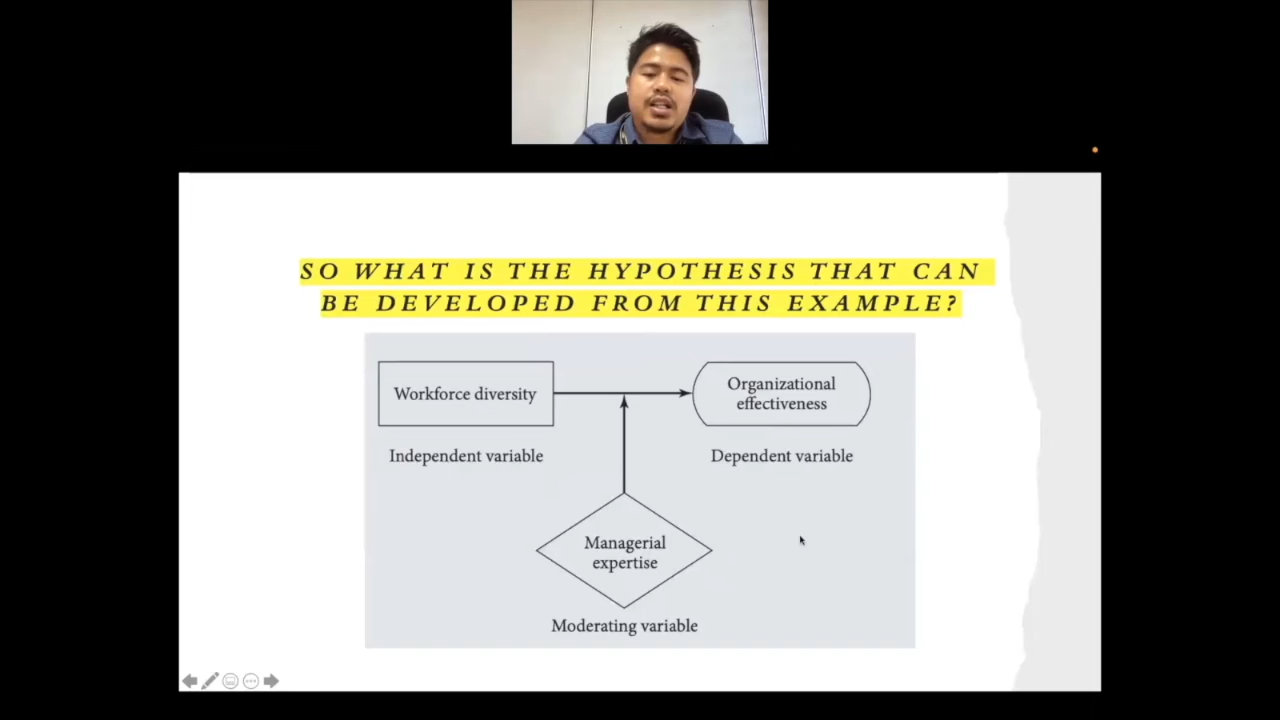 SO WHAT IS THE HYPOTHESIS THAT CAN
BE DEVELOPED FROM THIS EXAMPLE?
Workforce diversity
Organizational
effectiveness
Independent variable
Dependent variable
Managerial
expertise
Moderating variable